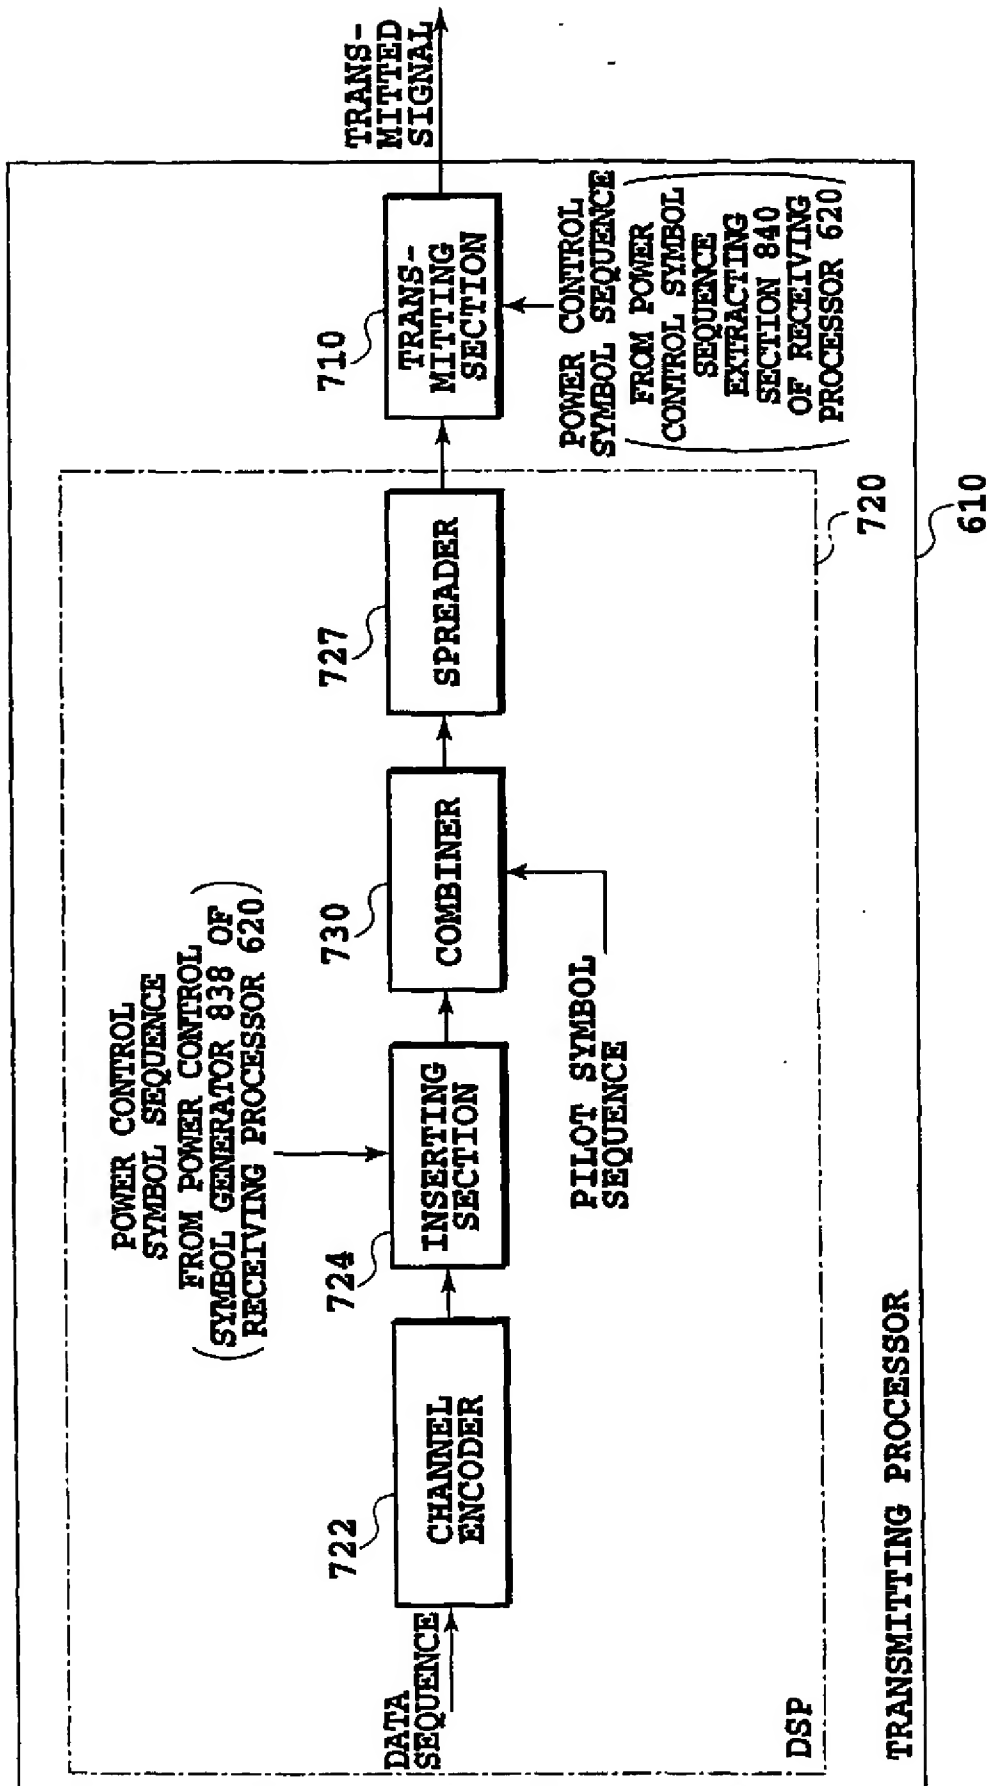 POWER CONTROL
SYMBOL SEQUENCE
FROM POWER CONTROL
(SYMBOL GENERATOR 838 OF)
RECEIVING PROCESSOR 620
DATA
SEQUENCE
722
CHANNEL
ENCODER
724
INSERTING
SECTION
730
COMBINER
727
SPREADER
710
TRANS-
MITTING
SECTION
TRANS-
MITTED
SIGNAL
PILOT SYMBOL
SEQUENCE
POWER CONTROL
SYMBOL SEQUENCE
(FROM POWER
CONTROL SYMBOL
SEQUENCE
EXTRACTING
SECTION 840
OF RECEIVING
PROCESSOR 620)
DSP
720
TRANSMITTING PROCESSOR
610